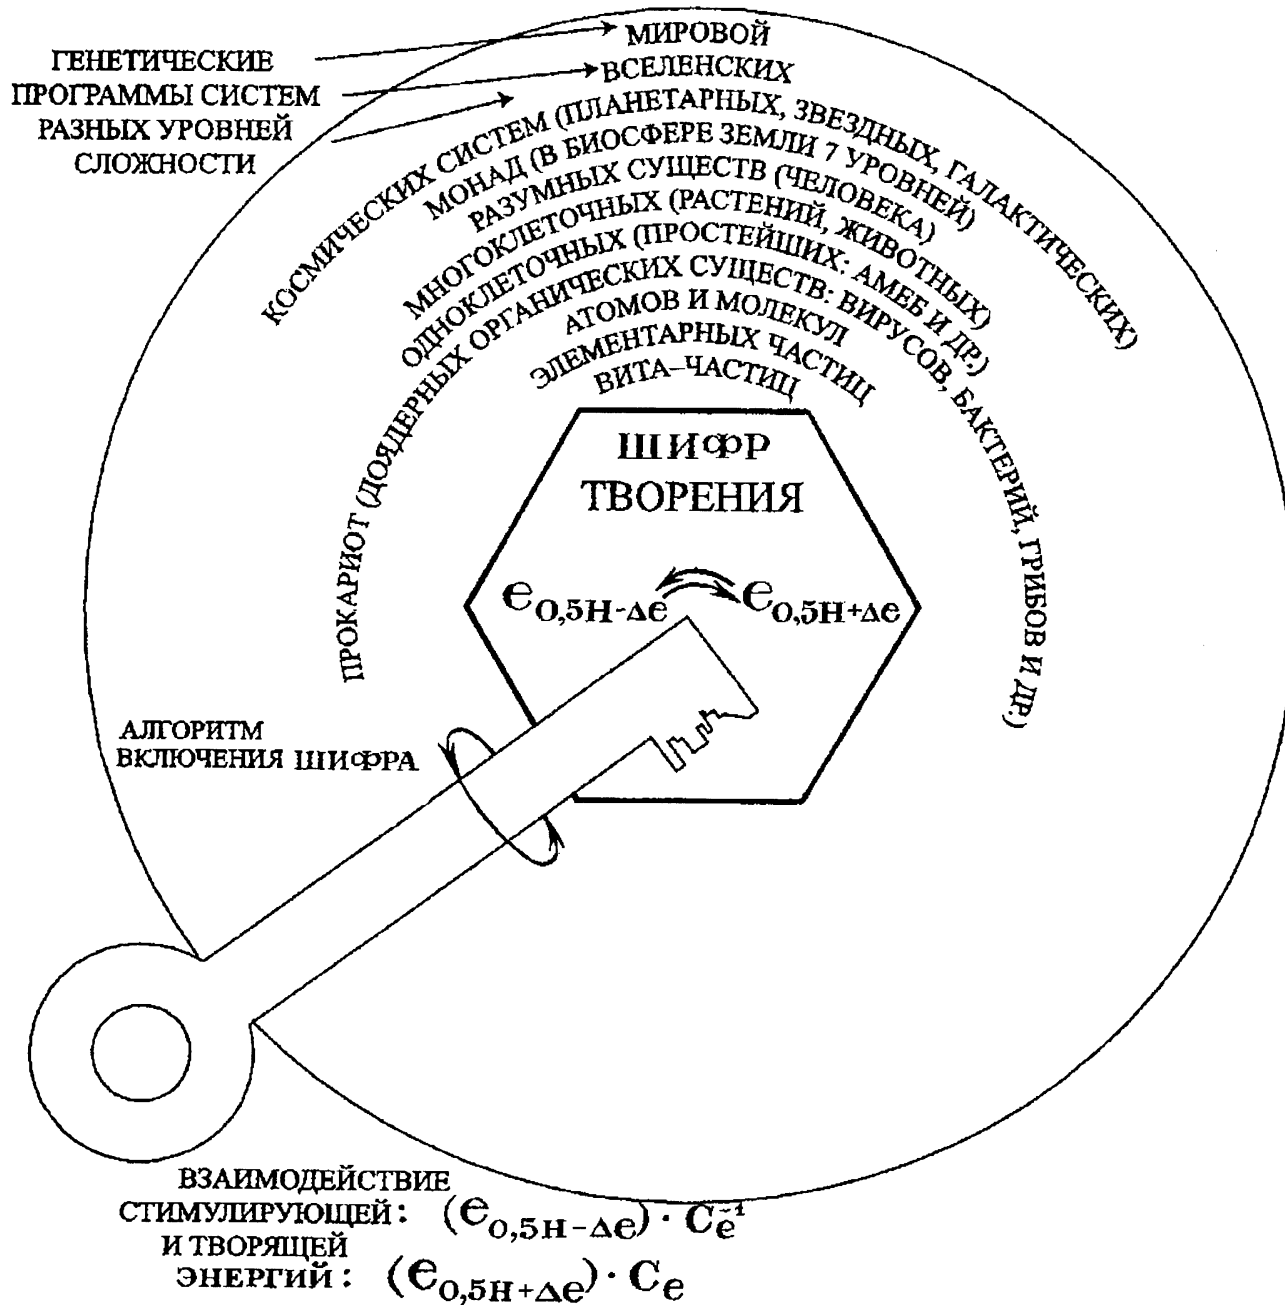 ГЕНЕТИЧЕСКИЕ
ПРОГРАММЫ СИСТЕМ
РАЗНЫХ УРОВНЕЙ
СЛОЖНОСТИ
МИРОВОЙ
ВСЕЛЕНСКИХ
КОСМИЧЕСКИХ СИСТЕМ (ПЛАНЕТАРНЫХ, ЗВЕЗДНЫХ, ГАЛАКТИЧЕСКИХ)
МОНАД (В БИОСФЕРЕ ЗЕМЛИ 7 УРОВНЕЙ)
РАЗУМНЫХ СУЩЕСТВ (ЧЕЛОВЕКА)
МНОГОКЛЕТОЧНЫХ (РАСТЕНИЙ, ЖИВОТНЫХ)
ОДНОКЛЕТОЧНЫХ (ПРОСТЕЙШИХ: АМЕБ И ДР.)
ПРОКАРИОТ (ДОЯДЕРНЫХ ОРГАНИЧЕСКИХ СУЩЕСТВ: ВИРУСОВ, БАКТЕРИЙ, ГРИБОВ И ДР.)
АТОМОВ И МОЛЕКУЛ
ЭЛЕМЕНТАРНЫХ ЧАСТИЦ
ВИТА–ЧАСТИЦ
ШИФР
ТВОРЕНИЯ
e0,5Н-Δe e0,5Н+Δe
АЛГОРИТМ
ВКЛЮЧЕНИЯ ШИФРА
ВЗАИМОДЕЙСТВИЕ
СТИМУЛИРУЮЩЕЙ: (e0,5Н-Δe) · Ce⁻¹
И ТВОРЯЩЕЙ
ЭНЕРГИЙ: (e0,5Н+Δe) · Ce